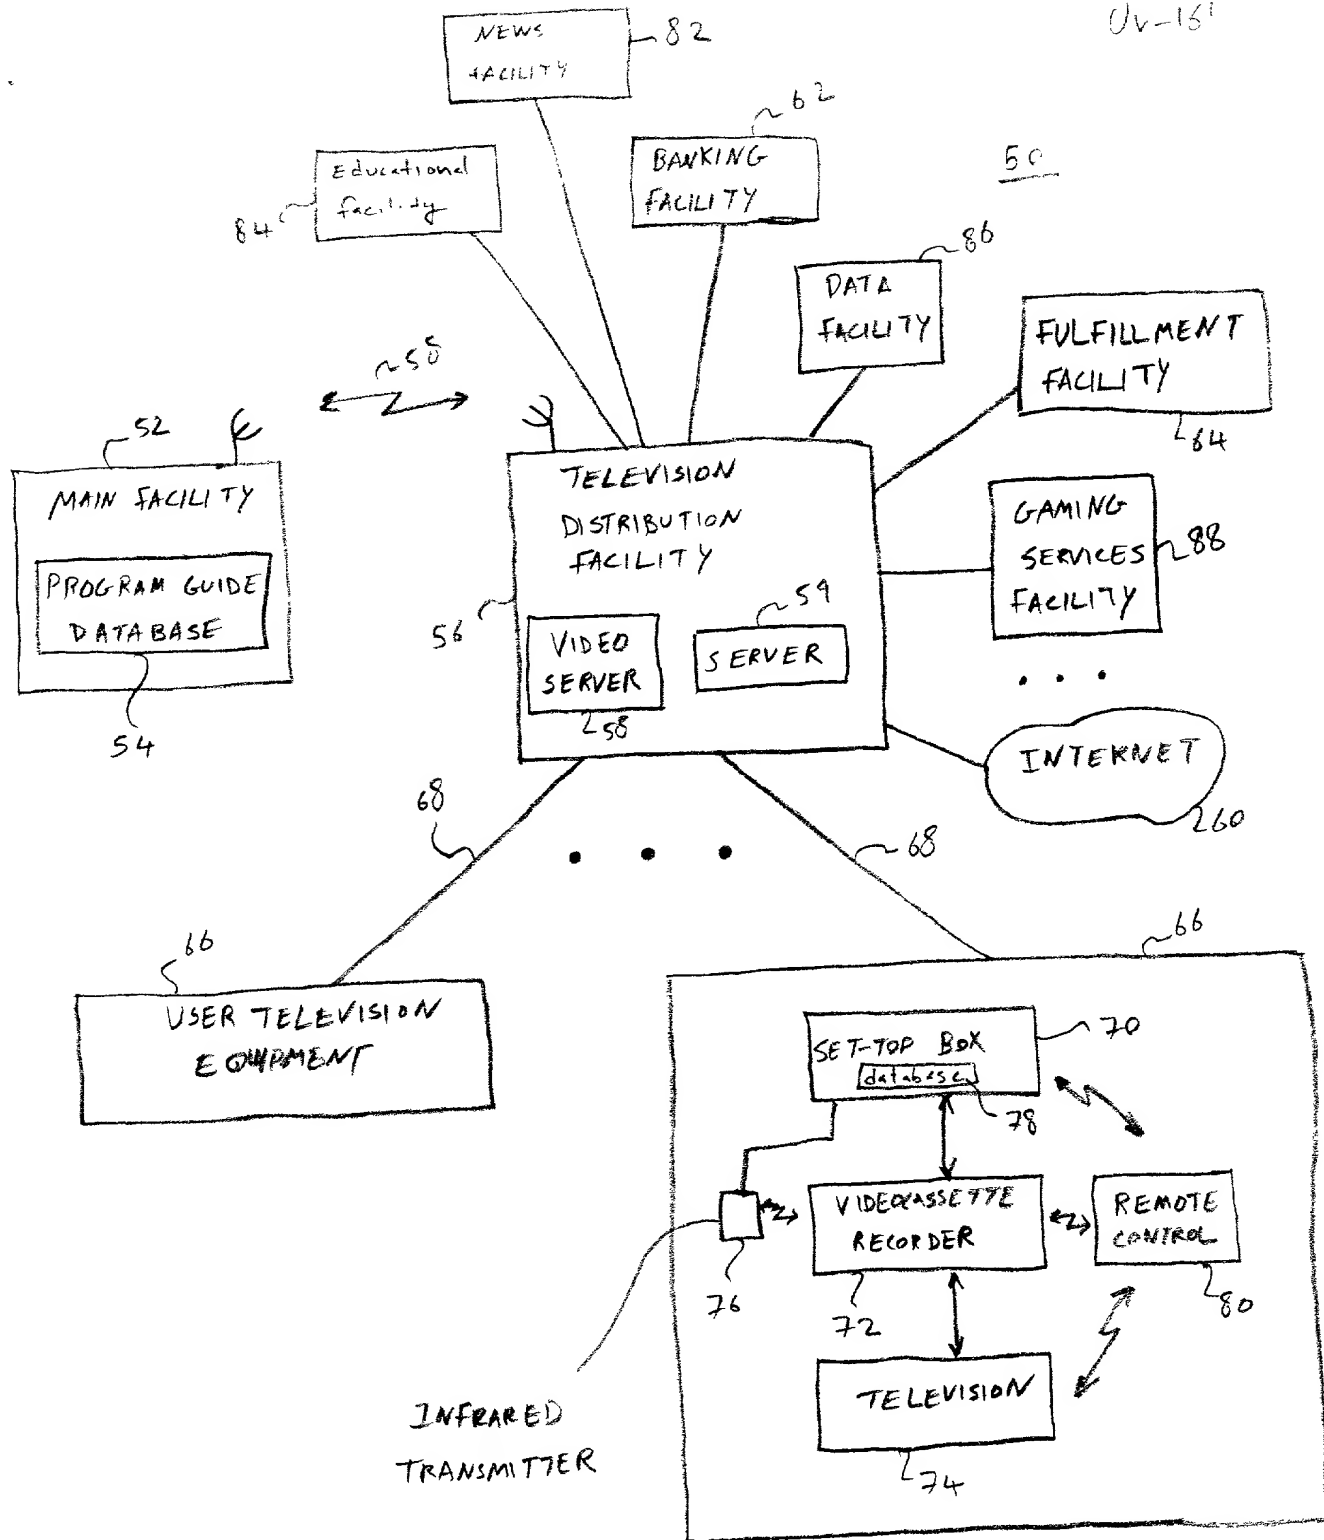 UV-151
NEWS
FACILITY
82
62
BANKING
FACILITY
50
Educational
facility
84
86
DATA
FACILITY
FULFILLMENT
FACILITY
64
58
52
MAIN FACILITY
PROGRAM GUIDE
DATABASE
54
TELEVISION
DISTRIBUTION
FACILITY
56
59
VIDEO
SERVER
58
SERVER
GAMING
SERVICES
FACILITY
88
INTERNET
260
68
68
66
USER TELEVISION
EQUIPMENT
66
SET-TOP BOX
database
70
78
VIDEOCASSETTE
RECORDER
72
76
REMOTE
CONTROL
80
TELEVISION
74
INFRARED
TRANSMITTER